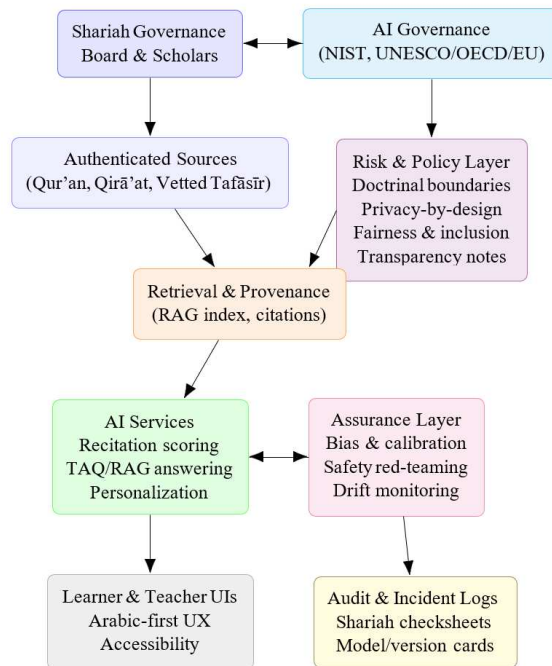 Shariah Governance
Board & Scholars
AI Governance
(NIST, UNESCO/OECD/EU)
Authenticated Sources
(Qur’an, Qirā’at, Vetted Tafāsīr)
Risk & Policy Layer
Doctrinal boundaries
Privacy-by-design
Fairness & inclusion
Transparency notes
Retrieval & Provenance
(RAG index, citations)
AI Services
Recitation scoring
TAQ/RAG answering
Personalization
Assurance Layer
Bias & calibration
Safety red-teaming
Drift monitoring
Learner & Teacher UIs
Arabic-first UX
Accessibility
Audit & Incident Logs
Shariah checksheets
Model/version cards